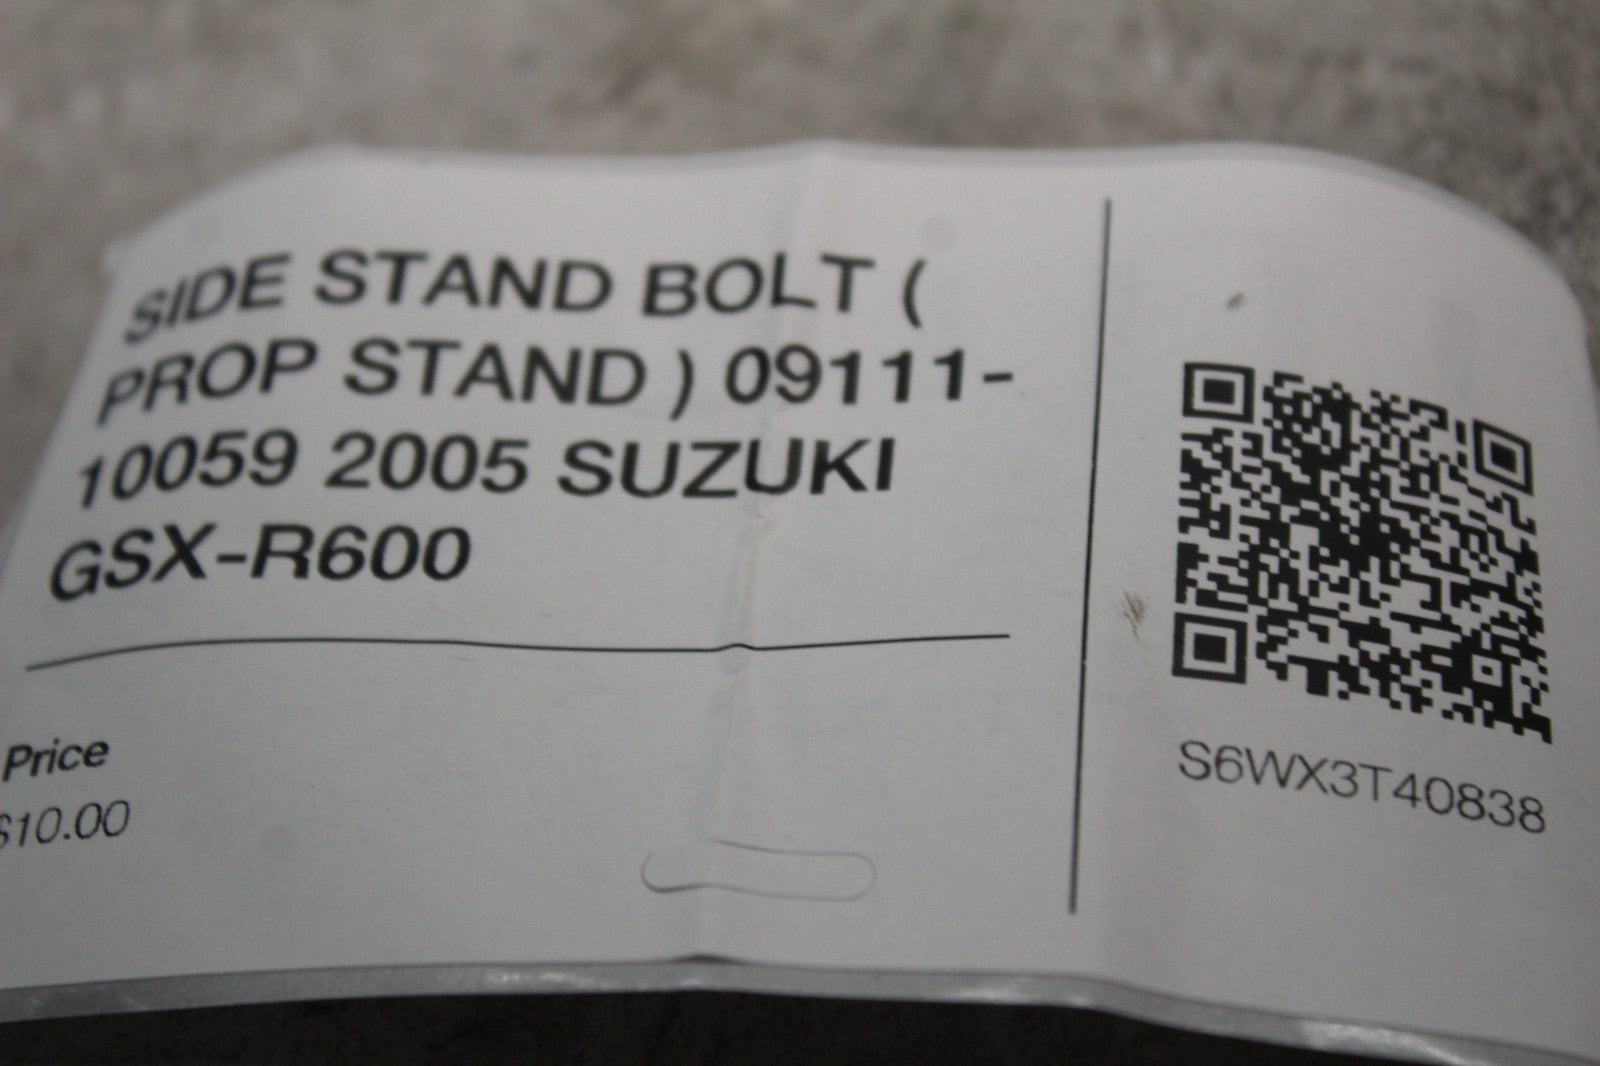 SIDE STAND BOLT (
PROP STAND ) 09111-
10059 2005 SUZUKI
GSX-R600
Price
$10.00
S6WX3T40838